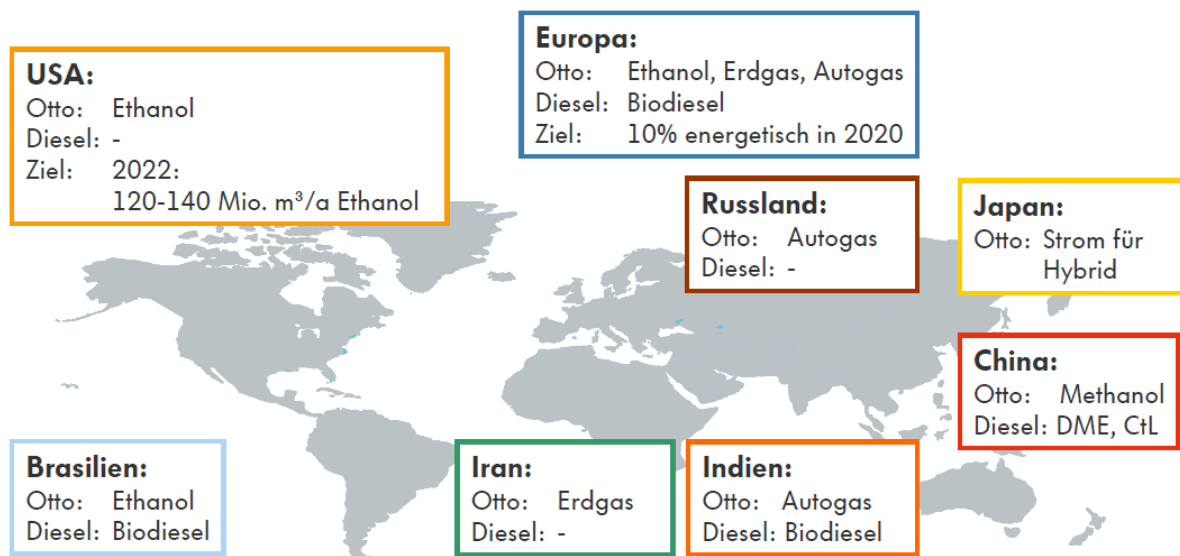 USA:
Otto: Ethanol
Diesel: -
Ziel: 2022:
120-140 Mio. m³/a Ethanol
Europa:
Otto: Ethanol, Erdgas, Autogas
Diesel: Biodiesel
Ziel: 10% energetisch in 2020
Russland:
Otto: Autogas
Diesel: -
Japan:
Otto: Strom für
Hybrid
China:
Otto: Methanol
Diesel: DME, CtL
Brasilien:
Otto: Ethanol
Diesel: Biodiesel
Iran:
Otto: Erdgas
Diesel: -
Indien:
Otto: Autogas
Diesel: Biodiesel